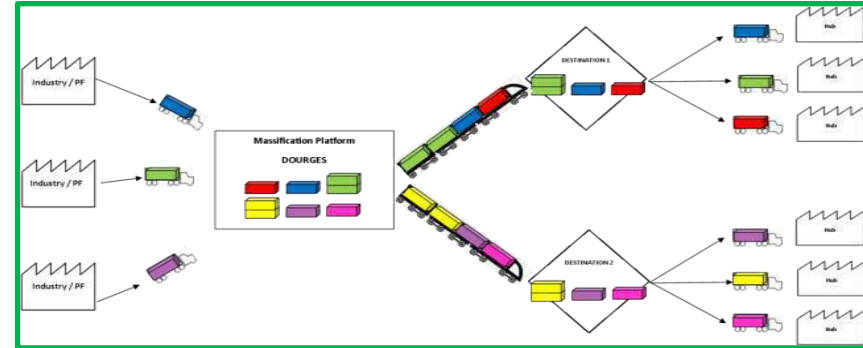 Industry / PF
Industry / PF
Industry / PF
Massification Platform
DOURGES
DESTINATION 1
DESTINATION 2
Hub
Hub
Hub
Hub
Hub
Hub